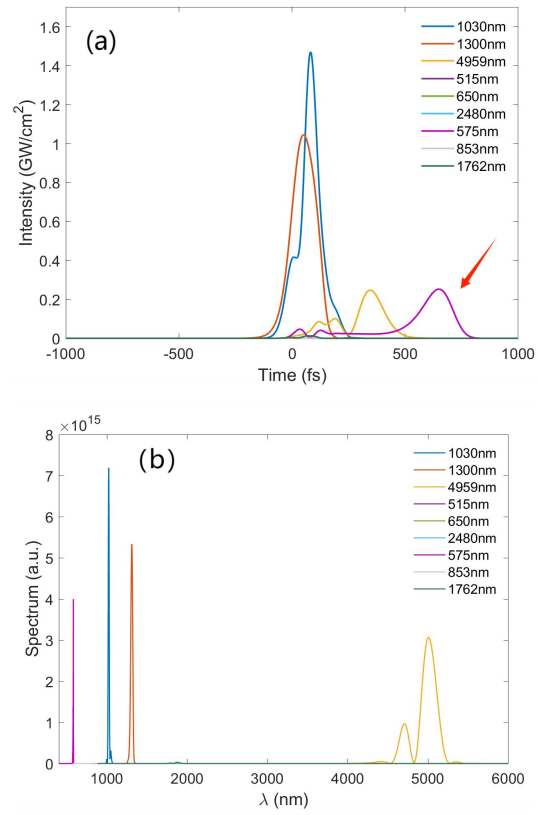 (a)
1.6
1.4
1.2
1
0.8
0.6
0.4
0.2
0
Intensity (GW/cm²)
1030nm
1300nm
4959nm
515nm
650nm
2480nm
575nm
853nm
1762nm
-1000 -500 0 500 1000
Time (fs)
×10¹⁵
(b)
8
7
6
5
4
3
2
1
0
Spectrum (a.u.)
1030nm
1300nm
4959nm
515nm
650nm
2480nm
575nm
853nm
1762nm
1000 2000 3000 4000 5000 6000
λ (nm)